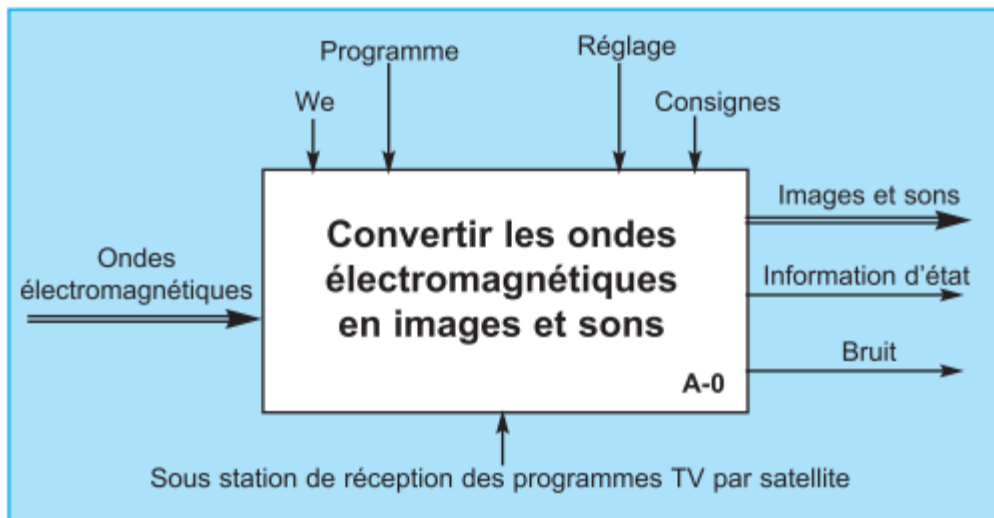 Programme
Réglage
We
Consignes
Images et sons
Convertir les ondes
électromagnétiques
en images et sons
Ondes
électromagnétiques
Information d'état
Bruit
A-0
Sous station de réception des programmes TV par satellite